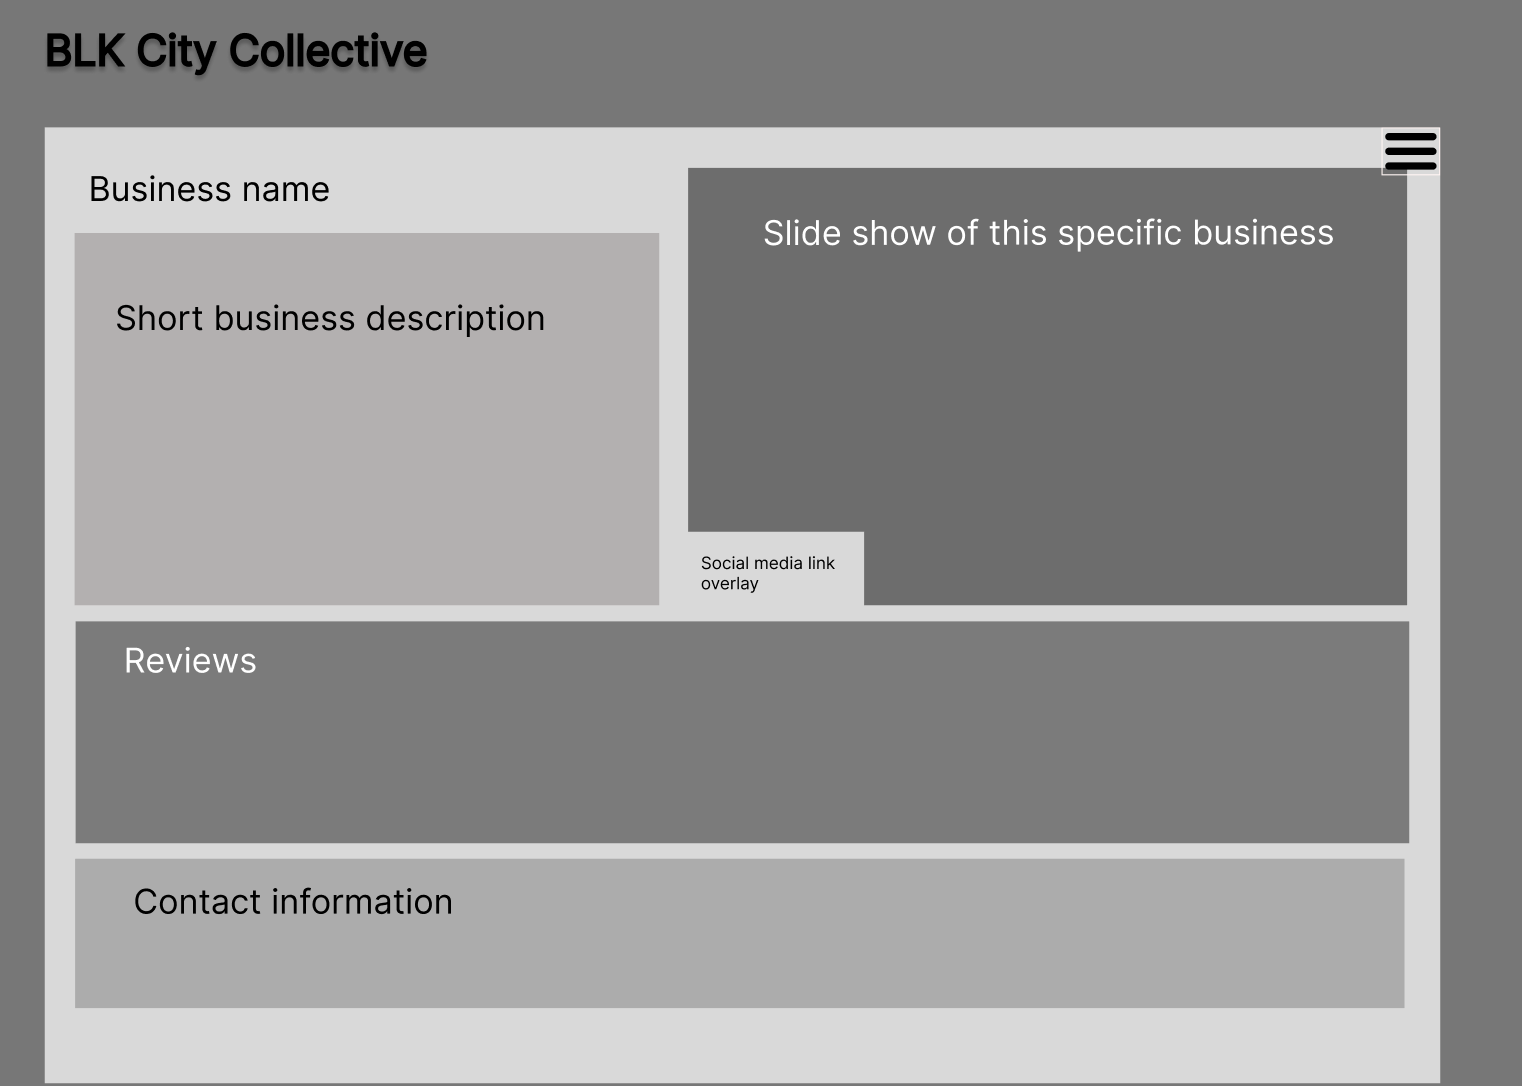 BLK City Collective
Business name
Slide show of this specific business
Short business description
Social media link
overlay
Reviews
Contact information